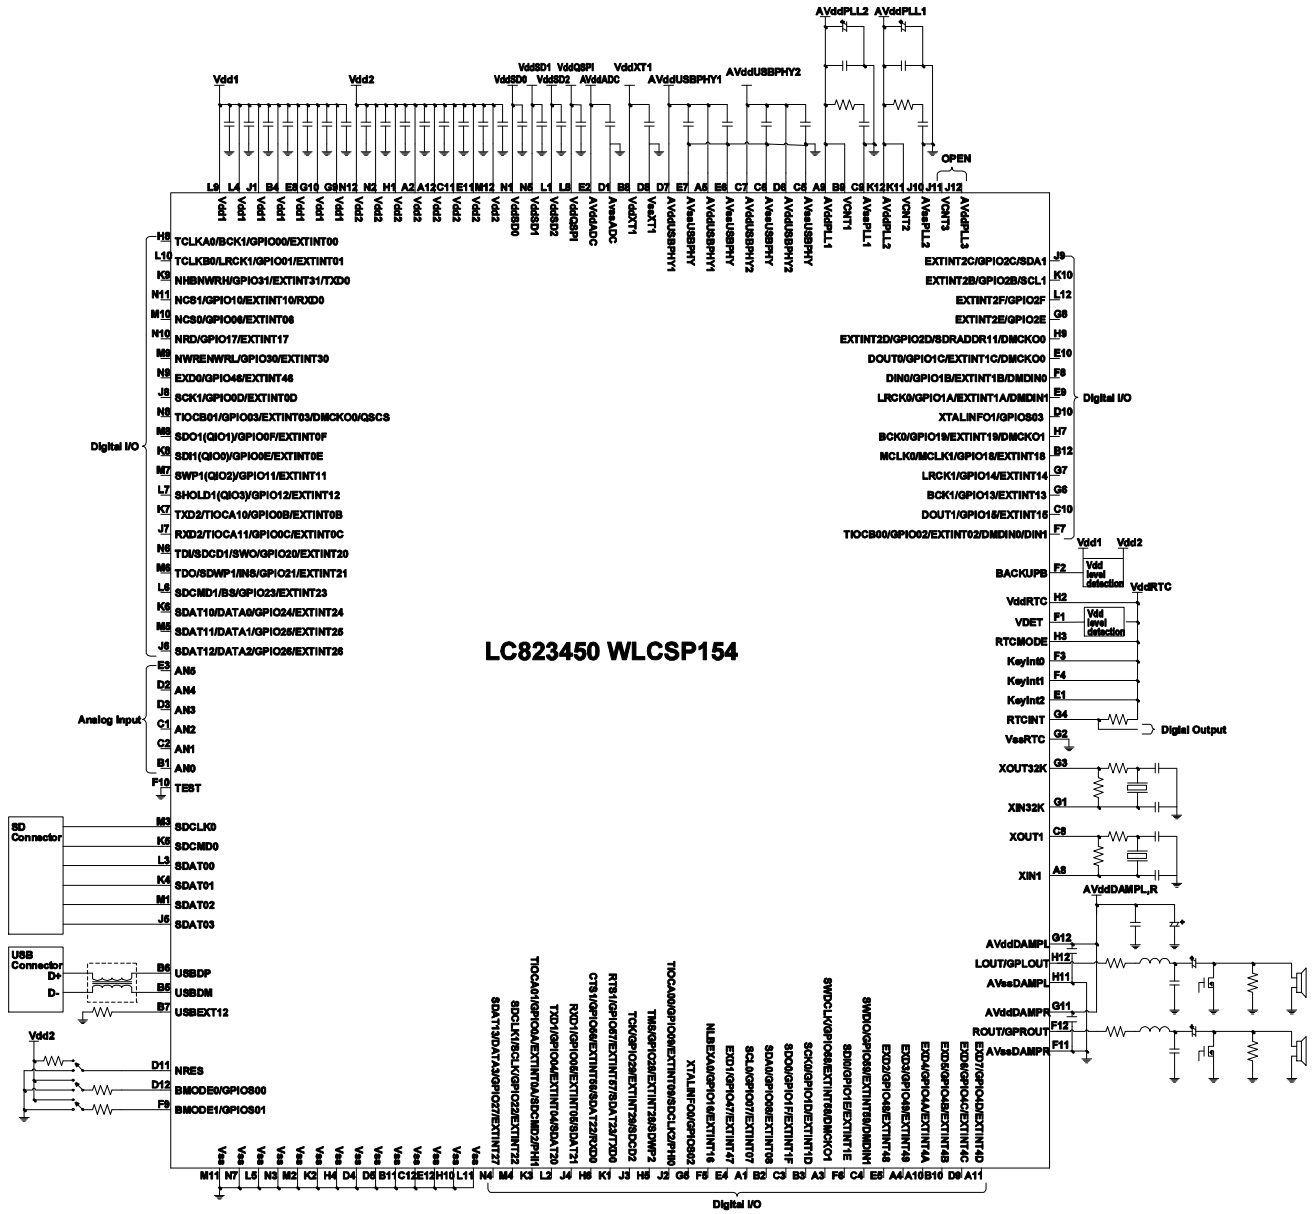 AVddPLL2 AVddPLL1
VddSD1 VddQSPI VddXT1
Vdd1 Vdd2 VddSD0 VddSD2 AVddADC AVddUSBPHY1 AVddUSBPHY2
OPEN
L9 L4 J1 B4 E8 G10 G9 N12 N2 H1 A2 A12 C11 E11 M12 N1 N5 L1 L8 E2 D1 B8 D8 D7 E7 A5 E6 C7 C6 D6 C5 A9 B9 C9 K12 K11 J10 J11 J12
Vdd1 Vdd1 Vdd1 Vdd1 Vdd1 Vdd1 Vdd1 Vdd2 Vdd2 Vdd2 Vdd2 Vdd2 Vdd2 Vdd2 Vdd2 VddSD0 VddSD1 VddSD2 VddQSPI AVddADC AvssADC VddXT1 VssXT1 AVddUSBPHY1 AVssUSBPHY AVddUSBPHY1 AVssUSBPHY AVddUSBPHY2 AVssUSBPHY AVddUSBPHY2 AVssUSBPHY AVddPLL1 VCNT1 AVssPLL1 AVddPLL2 VCNT2 AVssPLL2 VCNT3 AVddPLL3
H8 TCLKA0/BCK1/GPIO00/EXTINT00
L10 TCLKB0/LRCK1/GPIO01/EXTINT01
K9 NHBNWRH/GPIO31/EXTINT31/TXD0
N11 NCS1/GPIO10/EXTINT10/RXD0
M10 NCS0/GPIO06/EXTINT06
N10 NRD/GPIO17/EXTINT17
M9 NWRENWRL/GPIO30/EXTINT30
N9 EXD0/GPIO46/EXTINT46
J8 SCK1/GPIO0D/EXTINT0D
N8 TIOCB01/GPIO03/EXTINT03/DMCKO0/QSCS
M8 SDO1(QIO1)/GPIO0F/EXTINT0F
Digital I/O
K8 SDI1(QIO0)/GPIO0E/EXTINT0E
M7 SWP1(QIO2)/GPIO11/EXTINT11
L7 SHOLD1(QIO3)/GPIO12/EXTINT12
K7 TXD2/TIOCA10/GPIO0B/EXTINT0B
J7 RXD2/TIOCA11/GPIO0C/EXTINT0C
N6 TDI/SDCD1/SWO/GPIO20/EXTINT20
M6 TDO/SDWP1/INS/GPIO21/EXTINT21
L6 SDCMD1/BS/GPIO23/EXTINT23
K6 SDAT10/DATA0/GPIO24/EXTINT24
M5 SDAT11/DATA1/GPIO25/EXTINT25
J6 SDAT12/DATA2/GPIO26/EXTINT26
E3 AN5
D2 AN4
D3 AN3
Analog Input
C1 AN2
C2 AN1
B1 AN0
F10 TEST
SD
Connector
M3 SDCLK0
K5 SDCMD0
L3 SDAT00
K4 SDAT01
M1 SDAT02
J5 SDAT03
USB
Connector
D+ B6 USBDP
D- B5 USBDM
B7 USBEXT12
Vdd2
D11 NRES
D12 BMODE0/GPIOS00
F9 BMODE1/GPIOS01
LC823450 WLCSP154
EXTINT2C/GPIO2C/SDA1 J9
EXTINT2B/GPIO2B/SCL1 K10
EXTINT2F/GPIO2F L12
EXTINT2E/GPIO2E G8
EXTINT2D/GPIO2D/SDRADDR11/DMCKO0 H9
DOUT0/GPIO1C/EXTINT1C/DMCKO0 E10
DIN0/GPIO1B/EXTINT1B/DMDIN0 F8
LRCK0/GPIO1A/EXTINT1A/DMDIN1 E9
Digital I/O
XTALINFO1/GPIOS03 D10
BCK0/GPIO19/EXTINT19/DMCKO1 H7
MCLK0/MCLK1/GPIO18/EXTINT18 B12
LRCK1/GPIO14/EXTINT14 G7
BCK1/GPIO13/EXTINT13 G6
DOUT1/GPIO15/EXTINT15 C10
TIOCB00/GPIO02/EXTINT02/DMDIN0/DIN1 F7
Vdd1 Vdd2
BACKUPB F2
Vdd
level
detection
VddRTC
VddRTC H2
VDET F1
Vdd
level
detection
RTCMODE H3
KeyInt0 F3
KeyInt1 F4
KeyInt2 E1
RTCINT G4
Digial Output
VssRTC G2
XOUT32K G3
XIN32K G1
XOUT1 C8
XIN1 A8
AVddDAMPL,R
AVddDAMPL G12
LOUT/GPLOUT H12
AVssDAMPL H11
AVddDAMPR G11
ROUT/GPROUT F12
AVssDAMPR F11
Vss Vss Vss Vss Vss Vss Vss Vss Vss Vss Vss Vss Vss Vss
M11 N7 L5 N3 M2 K2 H4 D4 D5 B11 C12 E12 H10 L11
SDAT13/DATA3/GPIO27/EXTINT27
SDCLK1/SCLK/GPIO22/EXTINT22
TIOCA01/GPIO0A/EXTINT0A/SDCMD2/PHI1
TXD1/GPIO04/EXTINT04/SDAT20
RXD1/GPIO05/EXTINT05/SDAT21
CTS1/GPIO56/EXTINT56/SDAT22/RXD0
RTS1/GPIO57/EXTINT57/SDAT23/TXD0
TCK/GPIO29/EXTINT29/SDCD2
TMS/GPIO28/EXTINT28/SDWP2
TIOCA00/GPIO09/EXTINT09/SDCLK2/PHI0
XTALINFO0/GPIOS02
NLBEXA0/GPIO16/EXTINT16
EXD1/GPIO47/EXTINT47
SCL0/GPIO07/EXTINT07
SDA0/GPIO08/EXTINT08
SDO0/GPIO1F/EXTINT1F
SCK0/GPIO1D/EXTINT1D
SWDCLK/GPIO58/EXTINT58/DMCKO1
SDI0/GPIO1E/EXTINT1E
SWDIO/GPIO59/EXTINT59/DMDIN1
EXD2/GPIO48/EXTINT48
EXD3/GPIO49/EXTINT49
EXD4/GPIO4A/EXTINT4A
EXD5/GPIO4B/EXTINT4B
EXD6/GPIO4C/EXTINT4C
EXD7/GPIO4D/EXTINT4D
N4 M4 K3 L2 J4 H6 K1 J3 H5 J2 G5 F5 E4 A1 B2 C3 B3 A3 F6 C4 E5 A4 A10 B10 D9 A11
Digital I/O